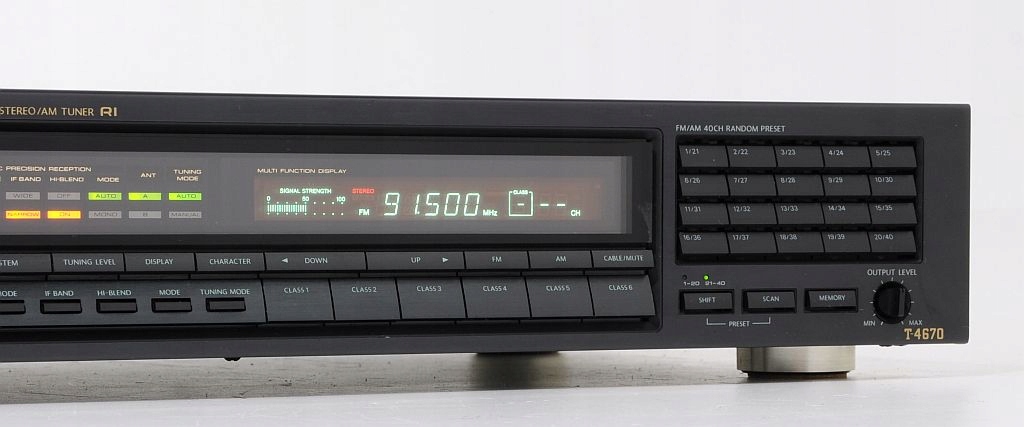 STEREO/AM TUNER RI
FM/AM 40CH RANDOM PRESET
C PRECISION RECEPTION
IF BAND HI-BLEND MODE ANT TUNING MODE
WIDE OFF AUTO A AUTO
NARROW ON MONO B MANUAL
MULTI FUNCTION DISPLAY
SIGNAL STRENGTH
0 60 100
STEREO
FM 91.500 MHz
CLASS
- -- CH
1/21 2/22 3/23 4/24 5/25
6/26 7/27 8/28 9/29 10/30
11/31 12/32 13/33 14/34 15/35
16/36 17/37 18/38 19/39 20/40
STEM TUNING LEVEL DISPLAY CHARACTER ◄ DOWN UP ► FM AM CABLE/MUTE
MODE IF BAND HI-BLEND MODE TUNING MODE
CLASS 1 CLASS 2 CLASS 3 CLASS 4 CLASS 5 CLASS 6
1-20 21-40
SHIFT SCAN MEMORY
PRESET
OUTPUT LEVEL
MIN MAX
T-4670